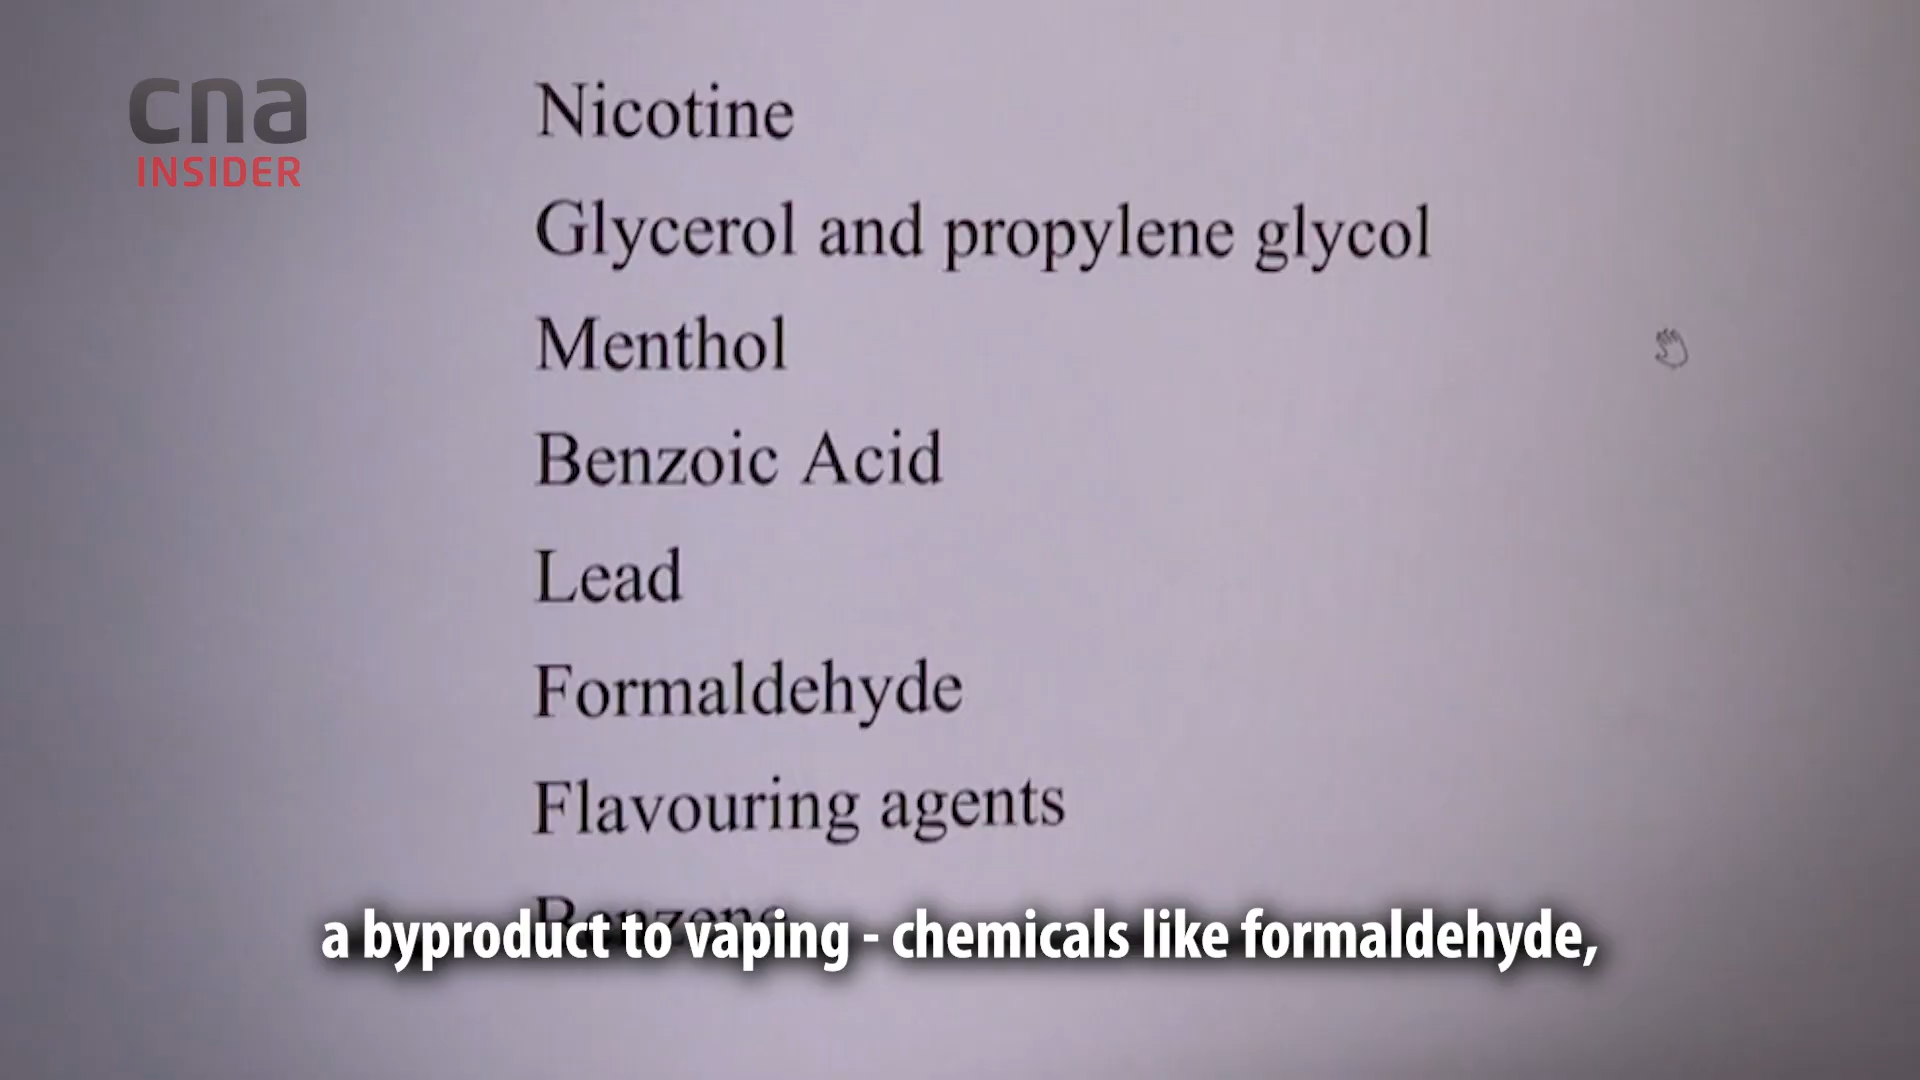 cna
INSIDER
Nicotine
Glycerol and propylene glycol
Menthol
Benzoic Acid
Lead
Formaldehyde
Flavouring agents
Benzene
a byproduct to vaping - chemicals like formaldehyde,